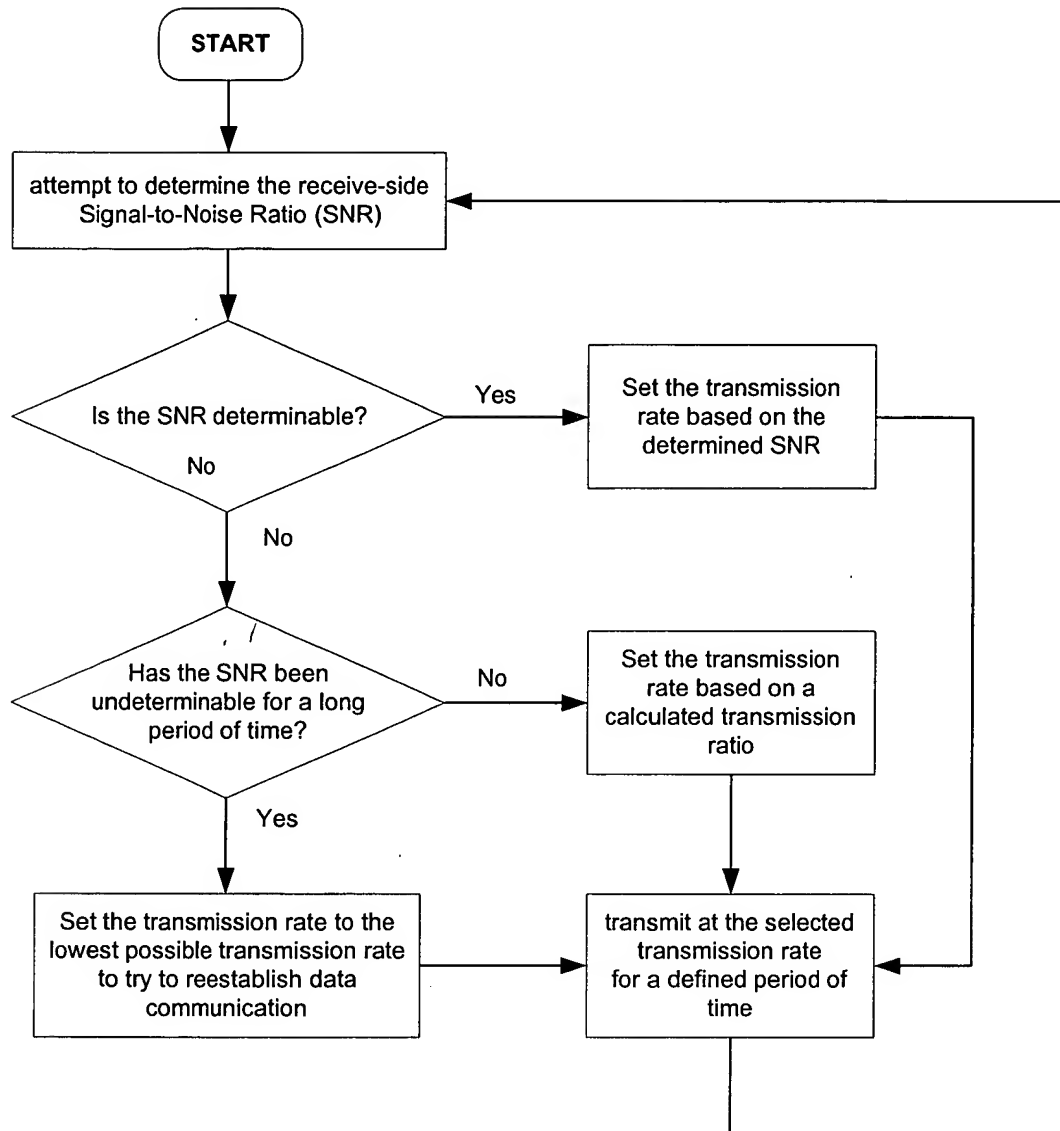 START
attempt to determine the receive-side
Signal-to-Noise Ratio (SNR)
Is the SNR determinable?
Yes
Set the transmission
rate based on the
determined SNR
No
No
Has the SNR been
undeterminable for a long
period of time?
No
Set the transmission
rate based on a
calculated transmission
ratio
Yes
Set the transmission rate to the
lowest possible transmission rate
to try to reestablish data
communication
transmit at the selected
transmission rate
for a defined period of
time